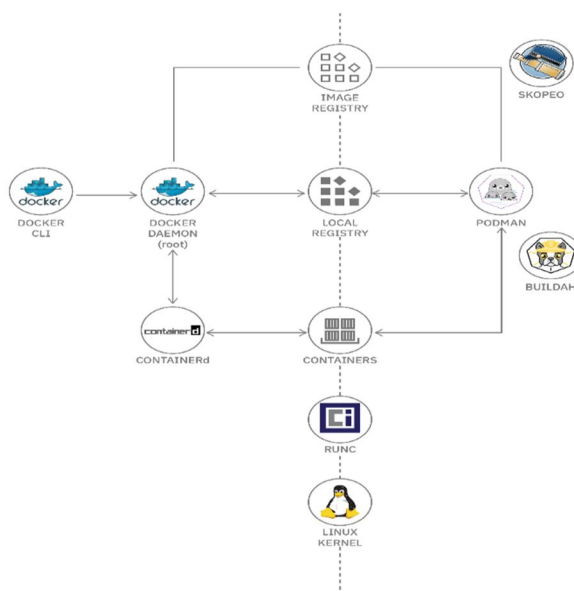 IMAGE
REGISTRY
SKOPEO
docker
DOCKER
CLI
docker
DOCKER
DAEMON
(root)
LOCAL
REGISTRY
PODMAN
BUILDAH
containerd
CONTAINERd
CONTAINERS
Ci
RUNC
LINUX
KERNEL